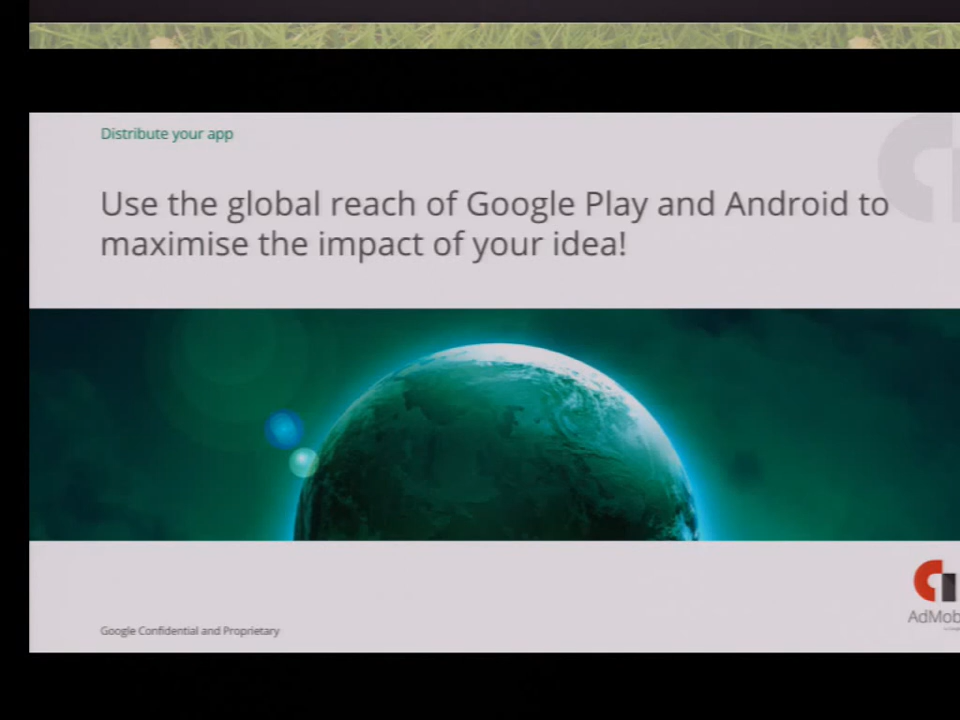 Distribute your app
Use the global reach of Google Play and Android to
maximise the impact of your idea!
Google Confidential and Proprietary
AdMob